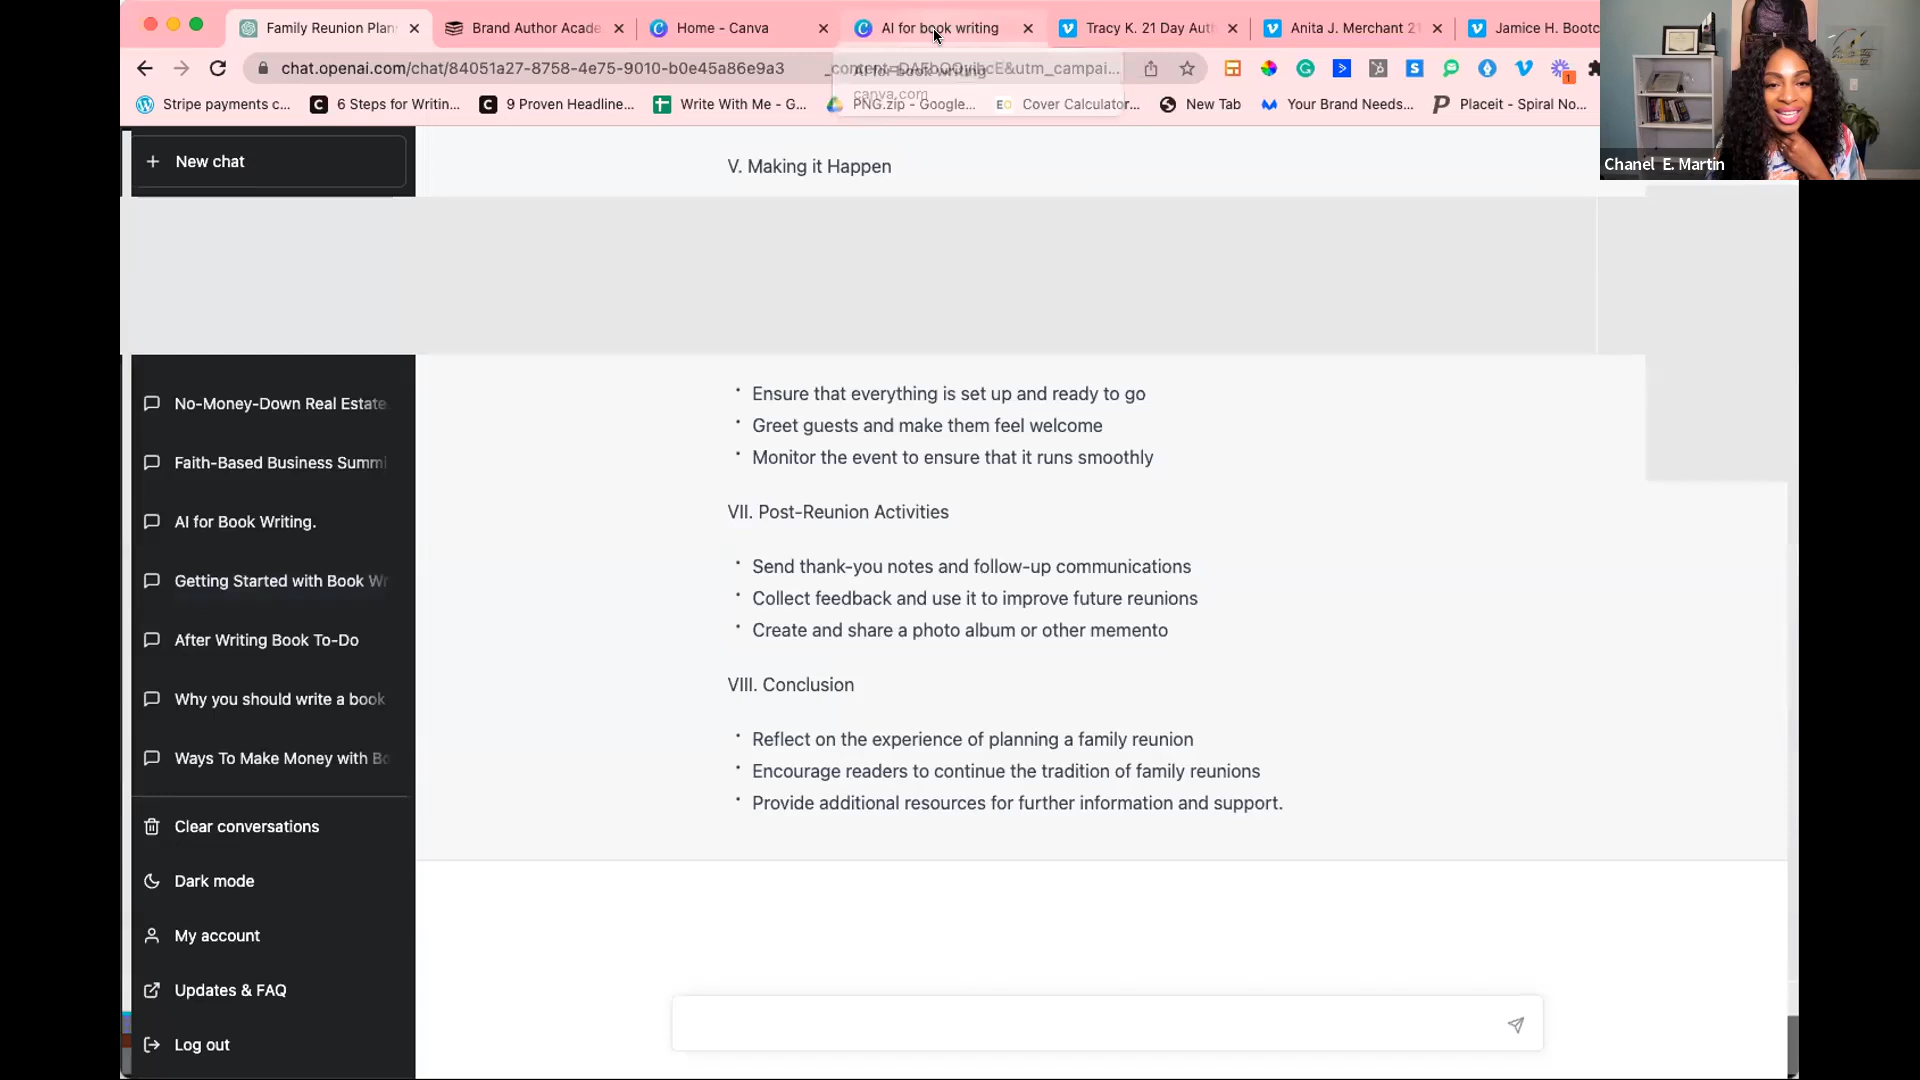 Family Reunion Plan
Brand Author Acade
Home - Canva
AI for book writing
Tracy K. 21 Day Aut
Anita J. Merchant 21
Jamice H. Bootc
chat.openai.com/chat/84051a27-8758-4e75-9010-b0e45a86e9a3
AI for book writing
canva.com
Stripe payments c...
6 Steps for Writin...
9 Proven Headline...
Write With Me - G...
PNG.zip - Google...
Cover Calculator...
New Tab
Your Brand Needs...
Placeit - Spiral No...
Chanel E. Martin
New chat
No-Money-Down Real Estate
Faith-Based Business Summi
AI for Book Writing.
Getting Started with Book Wr
After Writing Book To-Do
Why you should write a book
Ways To Make Money with Bo
Clear conversations
Dark mode
My account
Updates & FAQ
Log out
V. Making it Happen
Ensure that everything is set up and ready to go
Greet guests and make them feel welcome
Monitor the event to ensure that it runs smoothly
VII. Post-Reunion Activities
Send thank-you notes and follow-up communications
Collect feedback and use it to improve future reunions
Create and share a photo album or other memento
VIII. Conclusion
Reflect on the experience of planning a family reunion
Encourage readers to continue the tradition of family reunions
Provide additional resources for further information and support.